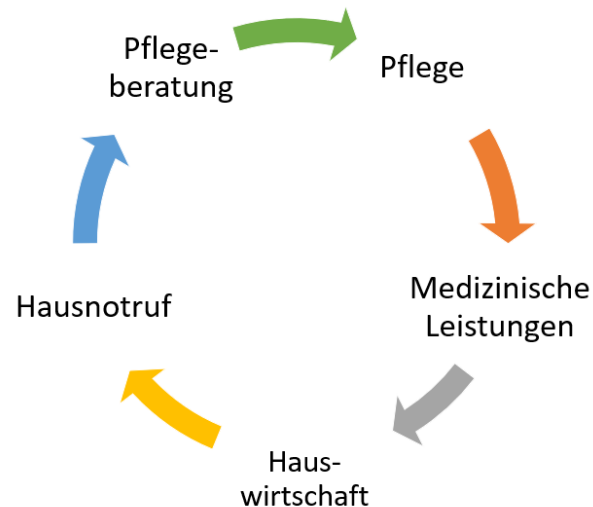 Pflege-
beratung
Pflege
Medizinische
Leistungen
Haus-
wirtschaft
Hausnotruf